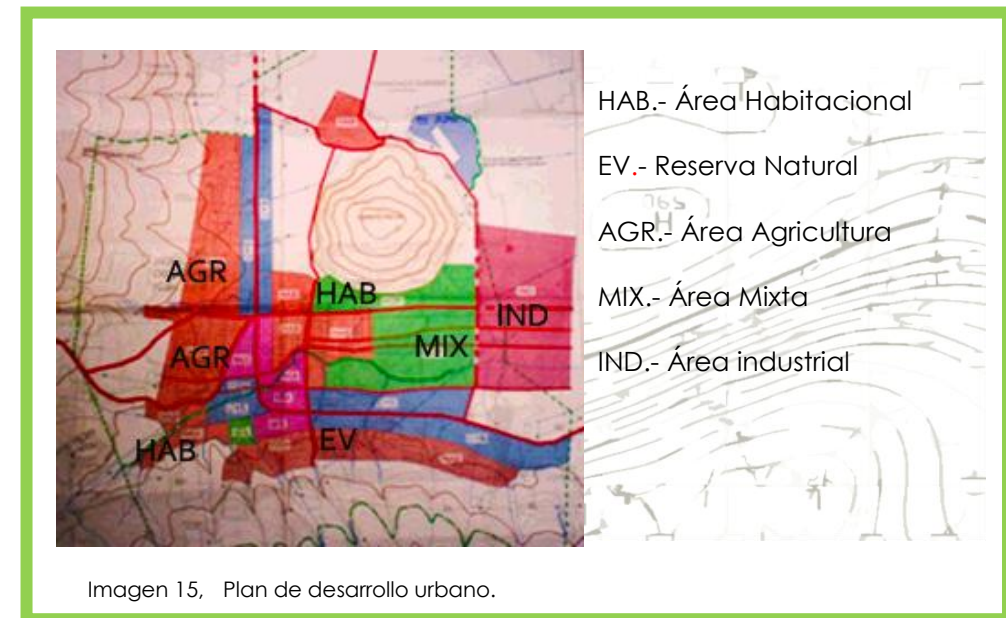 HAB.- Área Habitacional
EV.- Reserva Natural
AGR.- Área Agricultura
MIX.- Área Mixta
IND.- Área industrial
AGR
HAB
IND
MIX
AGR
HAB
EV
Imagen 15, Plan de desarrollo urbano.